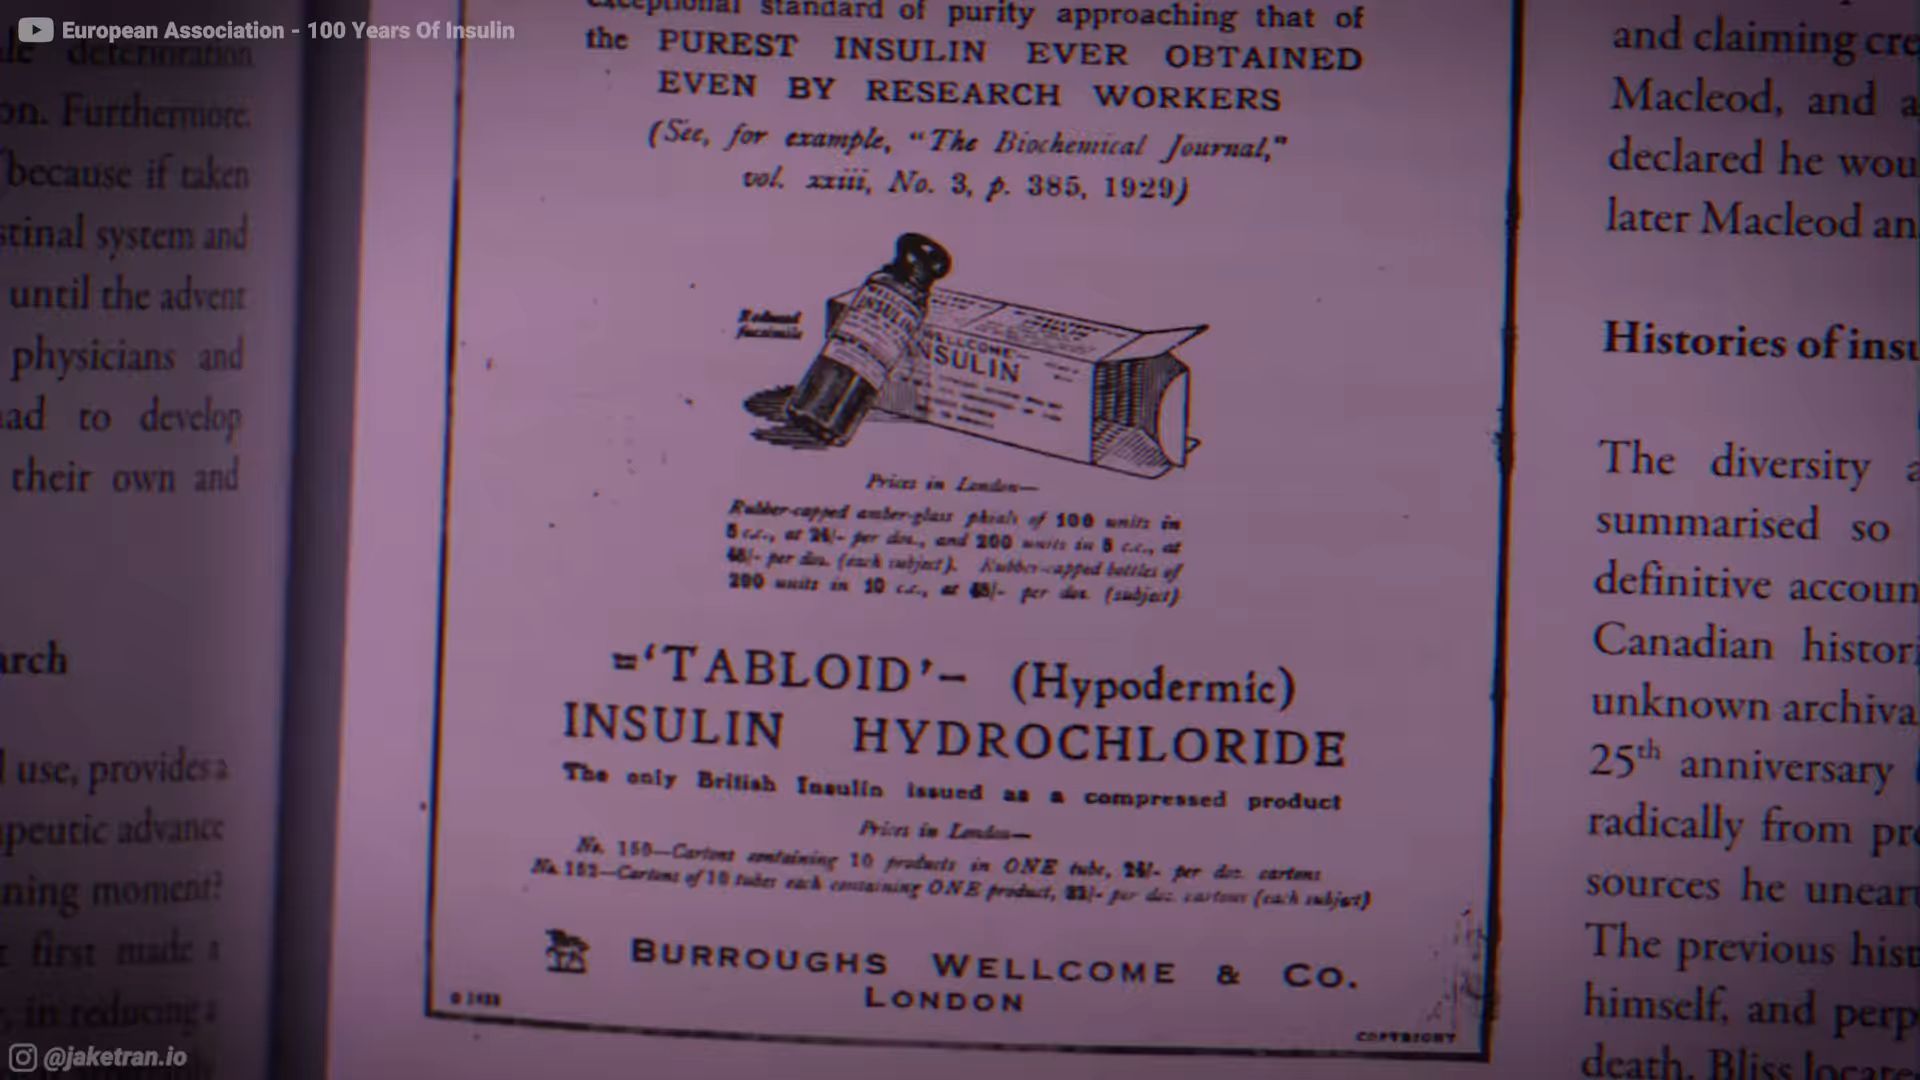 European Association - 100 Years Of Insulin
deterioration
on. Furthermore,
because if taken
stinal system and
until the advent
physicians and
had to develop
their own and
arch
use, provides a
apeutic advance
ning moment?
first made a
, in reducing a
exceptional standard of purity approaching that of
the PUREST INSULIN EVER OBTAINED
EVEN BY RESEARCH WORKERS
(See, for example, "The Biochemical Journal,"
vol. xxiii, No. 3, p. 385, 1929)
Reduced
facsimile
WELLCOME
INSULIN
WELLCOME
INSULIN
Prices in London—
Rubber-capped amber-glass phials of 100 units in
5 c.c., at 24/- per doz., and 200 units in 5 c.c., at
per doz. (each subject). Rubber-capped bottles of
200 units in 10 c.c., at per doz. (subject)
='TABLOID'- (Hypodermic)
INSULIN HYDROCHLORIDE
The only British Insulin issued as a compressed product
Prices in London—
No. 150—Cartons containing 10 products in ONE tube, per doz. cartons
No. 152—Cartons of 10 tubes each containing ONE product, per doz. cartons (each subject)
BURROUGHS WELLCOME & CO.
LONDON
COPYRIGHT
and claiming cre
Macleod, and a
declared he wou
later Macleod an
Histories of insu
The diversity a
summarised so
definitive accoun
Canadian histori
unknown archiva
25th anniversary
radically from pr
sources he unear
The previous hist
himself, and perp
death. Bliss locate
@jaketran.io